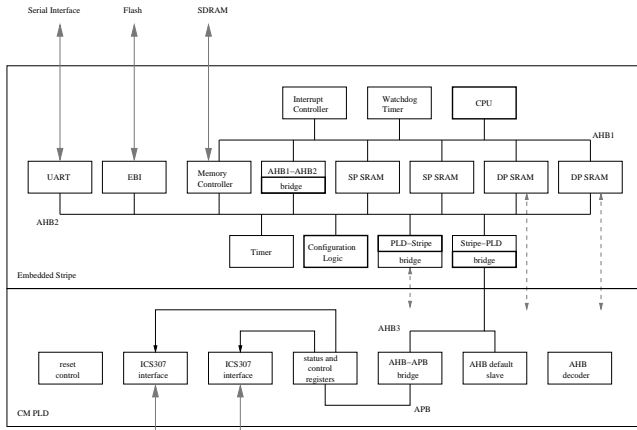 Serial Interface
Flash
SDRAM
Interrupt
Controller
Watchdog
Timer
CPU
AHB1
UART
EBI
Memory
Controller
AHB1-AHB2
bridge
SP SRAM
SP SRAM
DP SRAM
DP SRAM
AHB2
Timer
Configuration
Logic
PLD-Stripe
bridge
Stripe-PLD
bridge
Embedded Stripe
AHB3
reset
control
ICS307
interface
ICS307
interface
status and
control
registers
AHB-APB
bridge
AHB default
slave
AHB
decoder
APB
CM PLD